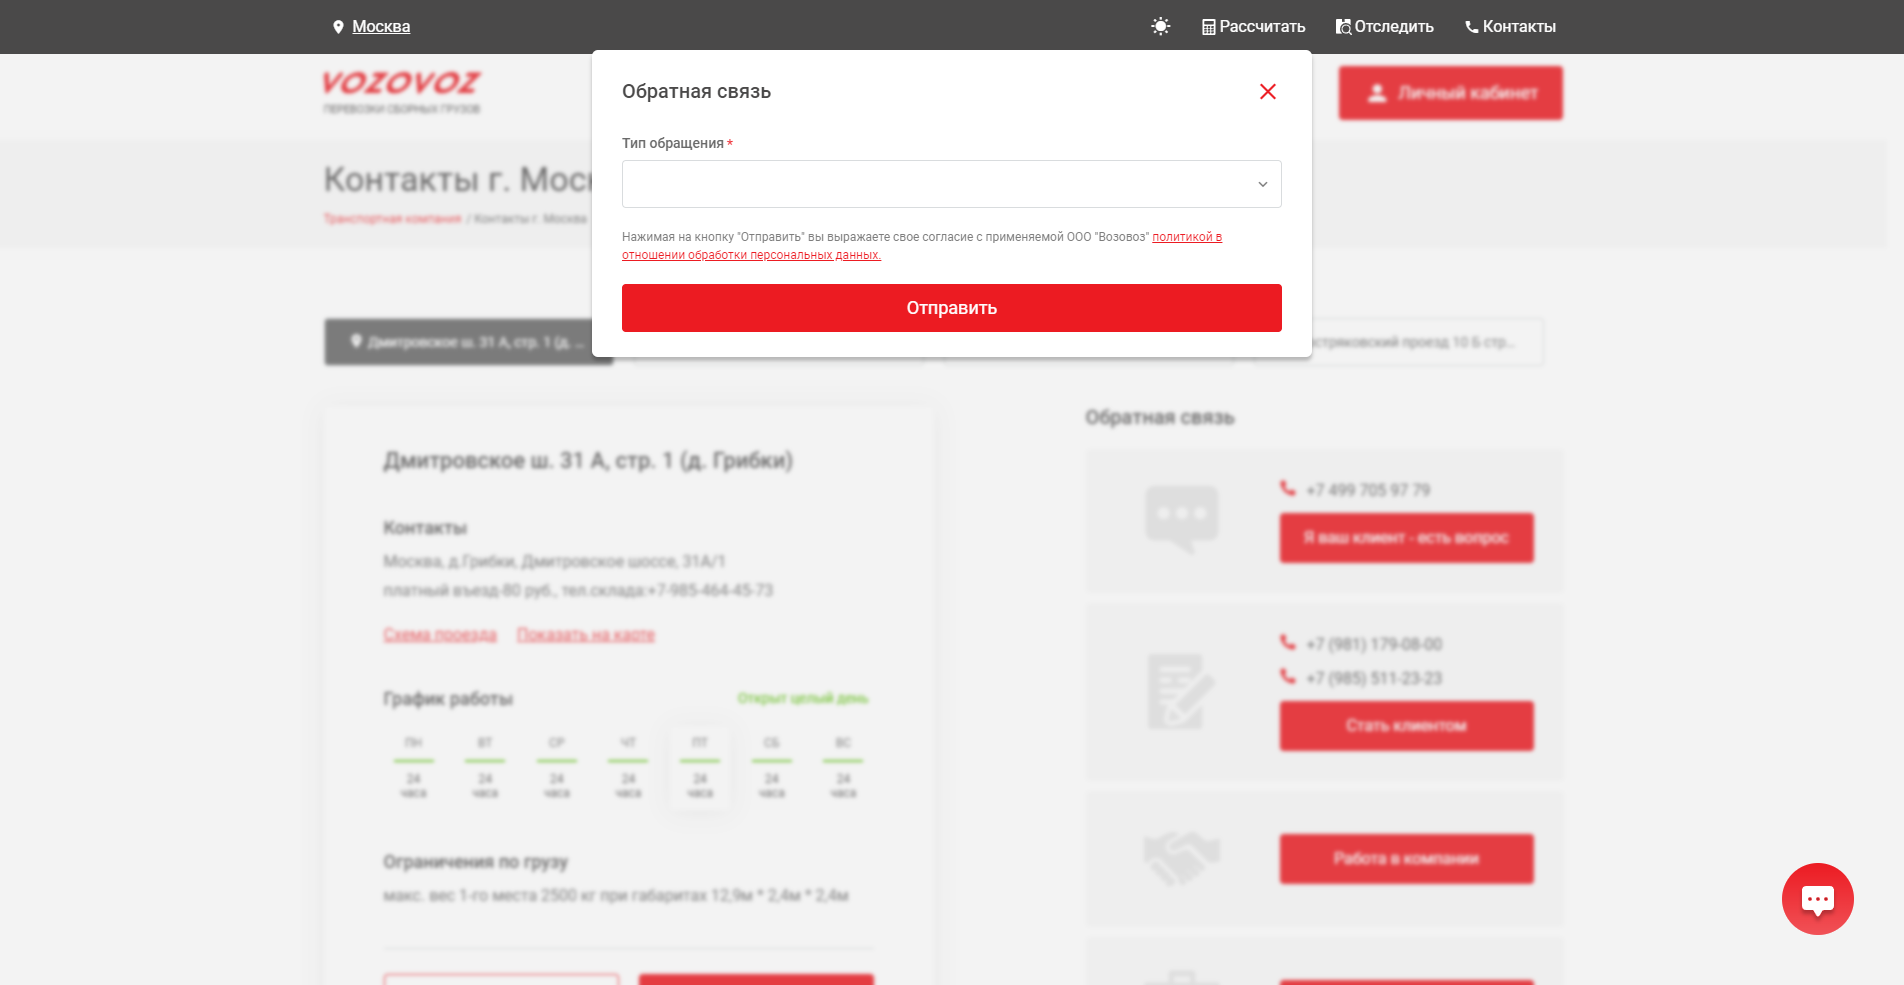 Москва
Рассчитать
Отследить
Контакты
VOZOVOZ
ПЕРЕВОЗКИ СБОРНЫХ ГРУЗОВ
Личный кабинет
Обратная связь
Тип обращения *
Нажимая на кнопку "Отправить" вы выражаете свое согласие с применяемой ООО "Возовоз" политикой в
отношении обработки персональных данных.
Отправить
Контакты г. Моск
Транспортная компания / Контакты г. Москва
Дмитровское ш. 31 А, стр. 1 (д. ...
проезд 10 Б стр...
Дмитровское ш. 31 А, стр. 1 (д. Грибки)
Контакты
Москва, д.Грибки, Дмитровское шоссе, 31А/1
платный въезд-80 руб., тел.склада:+7-985-464-45-73
Схема проезда Показать на карте
График работы
Открыт целый день
ПН ВТ СР ЧТ ПТ СБ ВС
24 24 24 24 24 24 24
часа часа часа часа часа часа часа
Ограничения по грузу
макс. вес 1-го места 2500 кг при габаритах 12,9м * 2,4м * 2,4м
Обратная связь
+7 499 705 97 79
Я ваш клиент - есть вопрос
+7 (981) 179-08-00
+7 (985) 511-23-23
Стать клиентом
Работа в компании